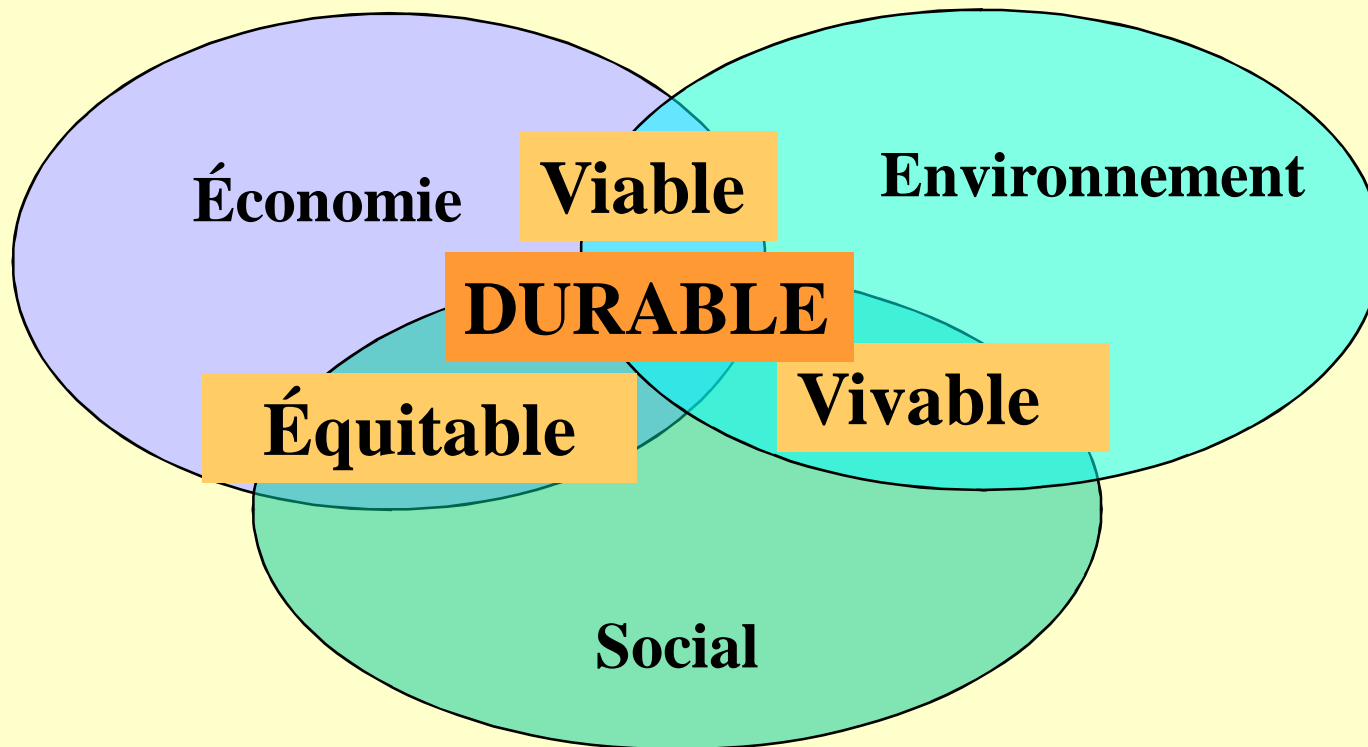 Économie
Viable
Environnement
DURABLE
Équitable
Vivable
Social